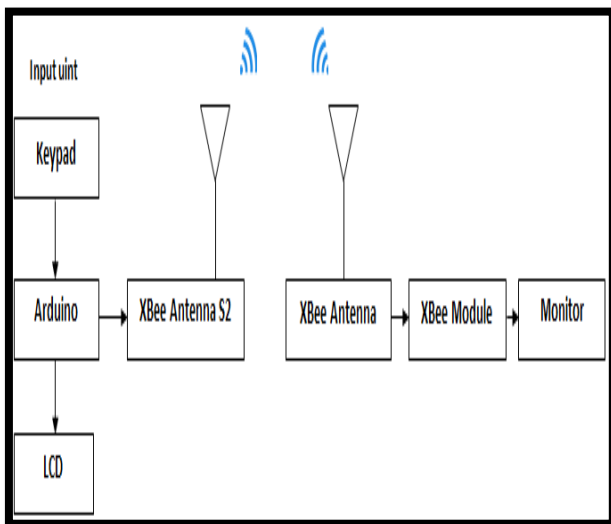 Input uint
Keypad
Arduino
XBee Antenna S2
XBee Antenna
XBee Module
Monitor
LCD